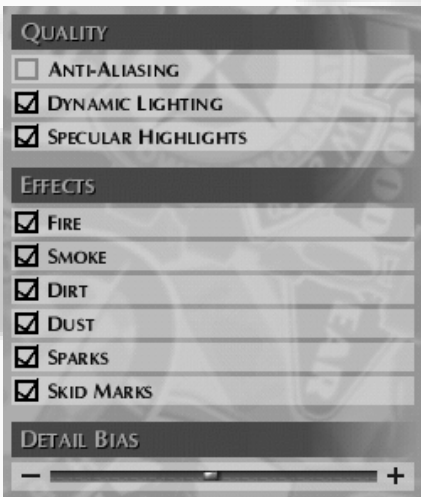 QUALITY
ANTI-ALIASING
DYNAMIC LIGHTING
SPECULAR HIGHLIGHTS
EFFECTS
FIRE
SMOKE
DIRT
DUST
SPARKS
SKID MARKS
DETAIL BIAS
− +